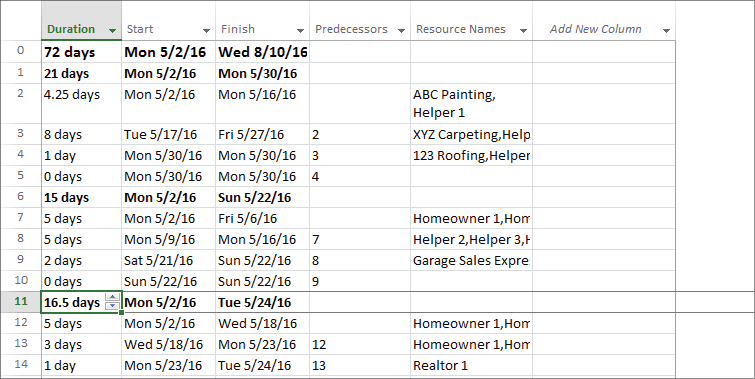 Duration Start Finish Predecessors Resource Names Add New Column
0 72 days Mon 5/2/16 Wed 8/10/16
1 21 days Mon 5/2/16 Mon 5/30/16
2 4.25 days Mon 5/2/16 Mon 5/16/16 ABC Painting,
Helper 1
3 8 days Tue 5/17/16 Fri 5/27/16 2 XYZ Carpeting,Help
4 1 day Mon 5/30/16 Mon 5/30/16 3 123 Roofing,Helper
5 0 days Mon 5/30/16 Mon 5/30/16 4
6 15 days Mon 5/2/16 Sun 5/22/16
7 5 days Mon 5/2/16 Fri 5/6/16 Homeowner 1,Hom
8 5 days Mon 5/9/16 Mon 5/16/16 7 Helper 2,Helper 3,H
9 2 days Sat 5/21/16 Sun 5/22/16 8 Garage Sales Expre
10 0 days Sun 5/22/16 Sun 5/22/16 9
11 16.5 days Mon 5/2/16 Tue 5/24/16
12 5 days Mon 5/2/16 Wed 5/18/16 Homeowner 1,Hom
13 3 days Wed 5/18/16 Mon 5/23/16 12 Homeowner 1,Hom
14 1 day Mon 5/23/16 Tue 5/24/16 13 Realtor 1